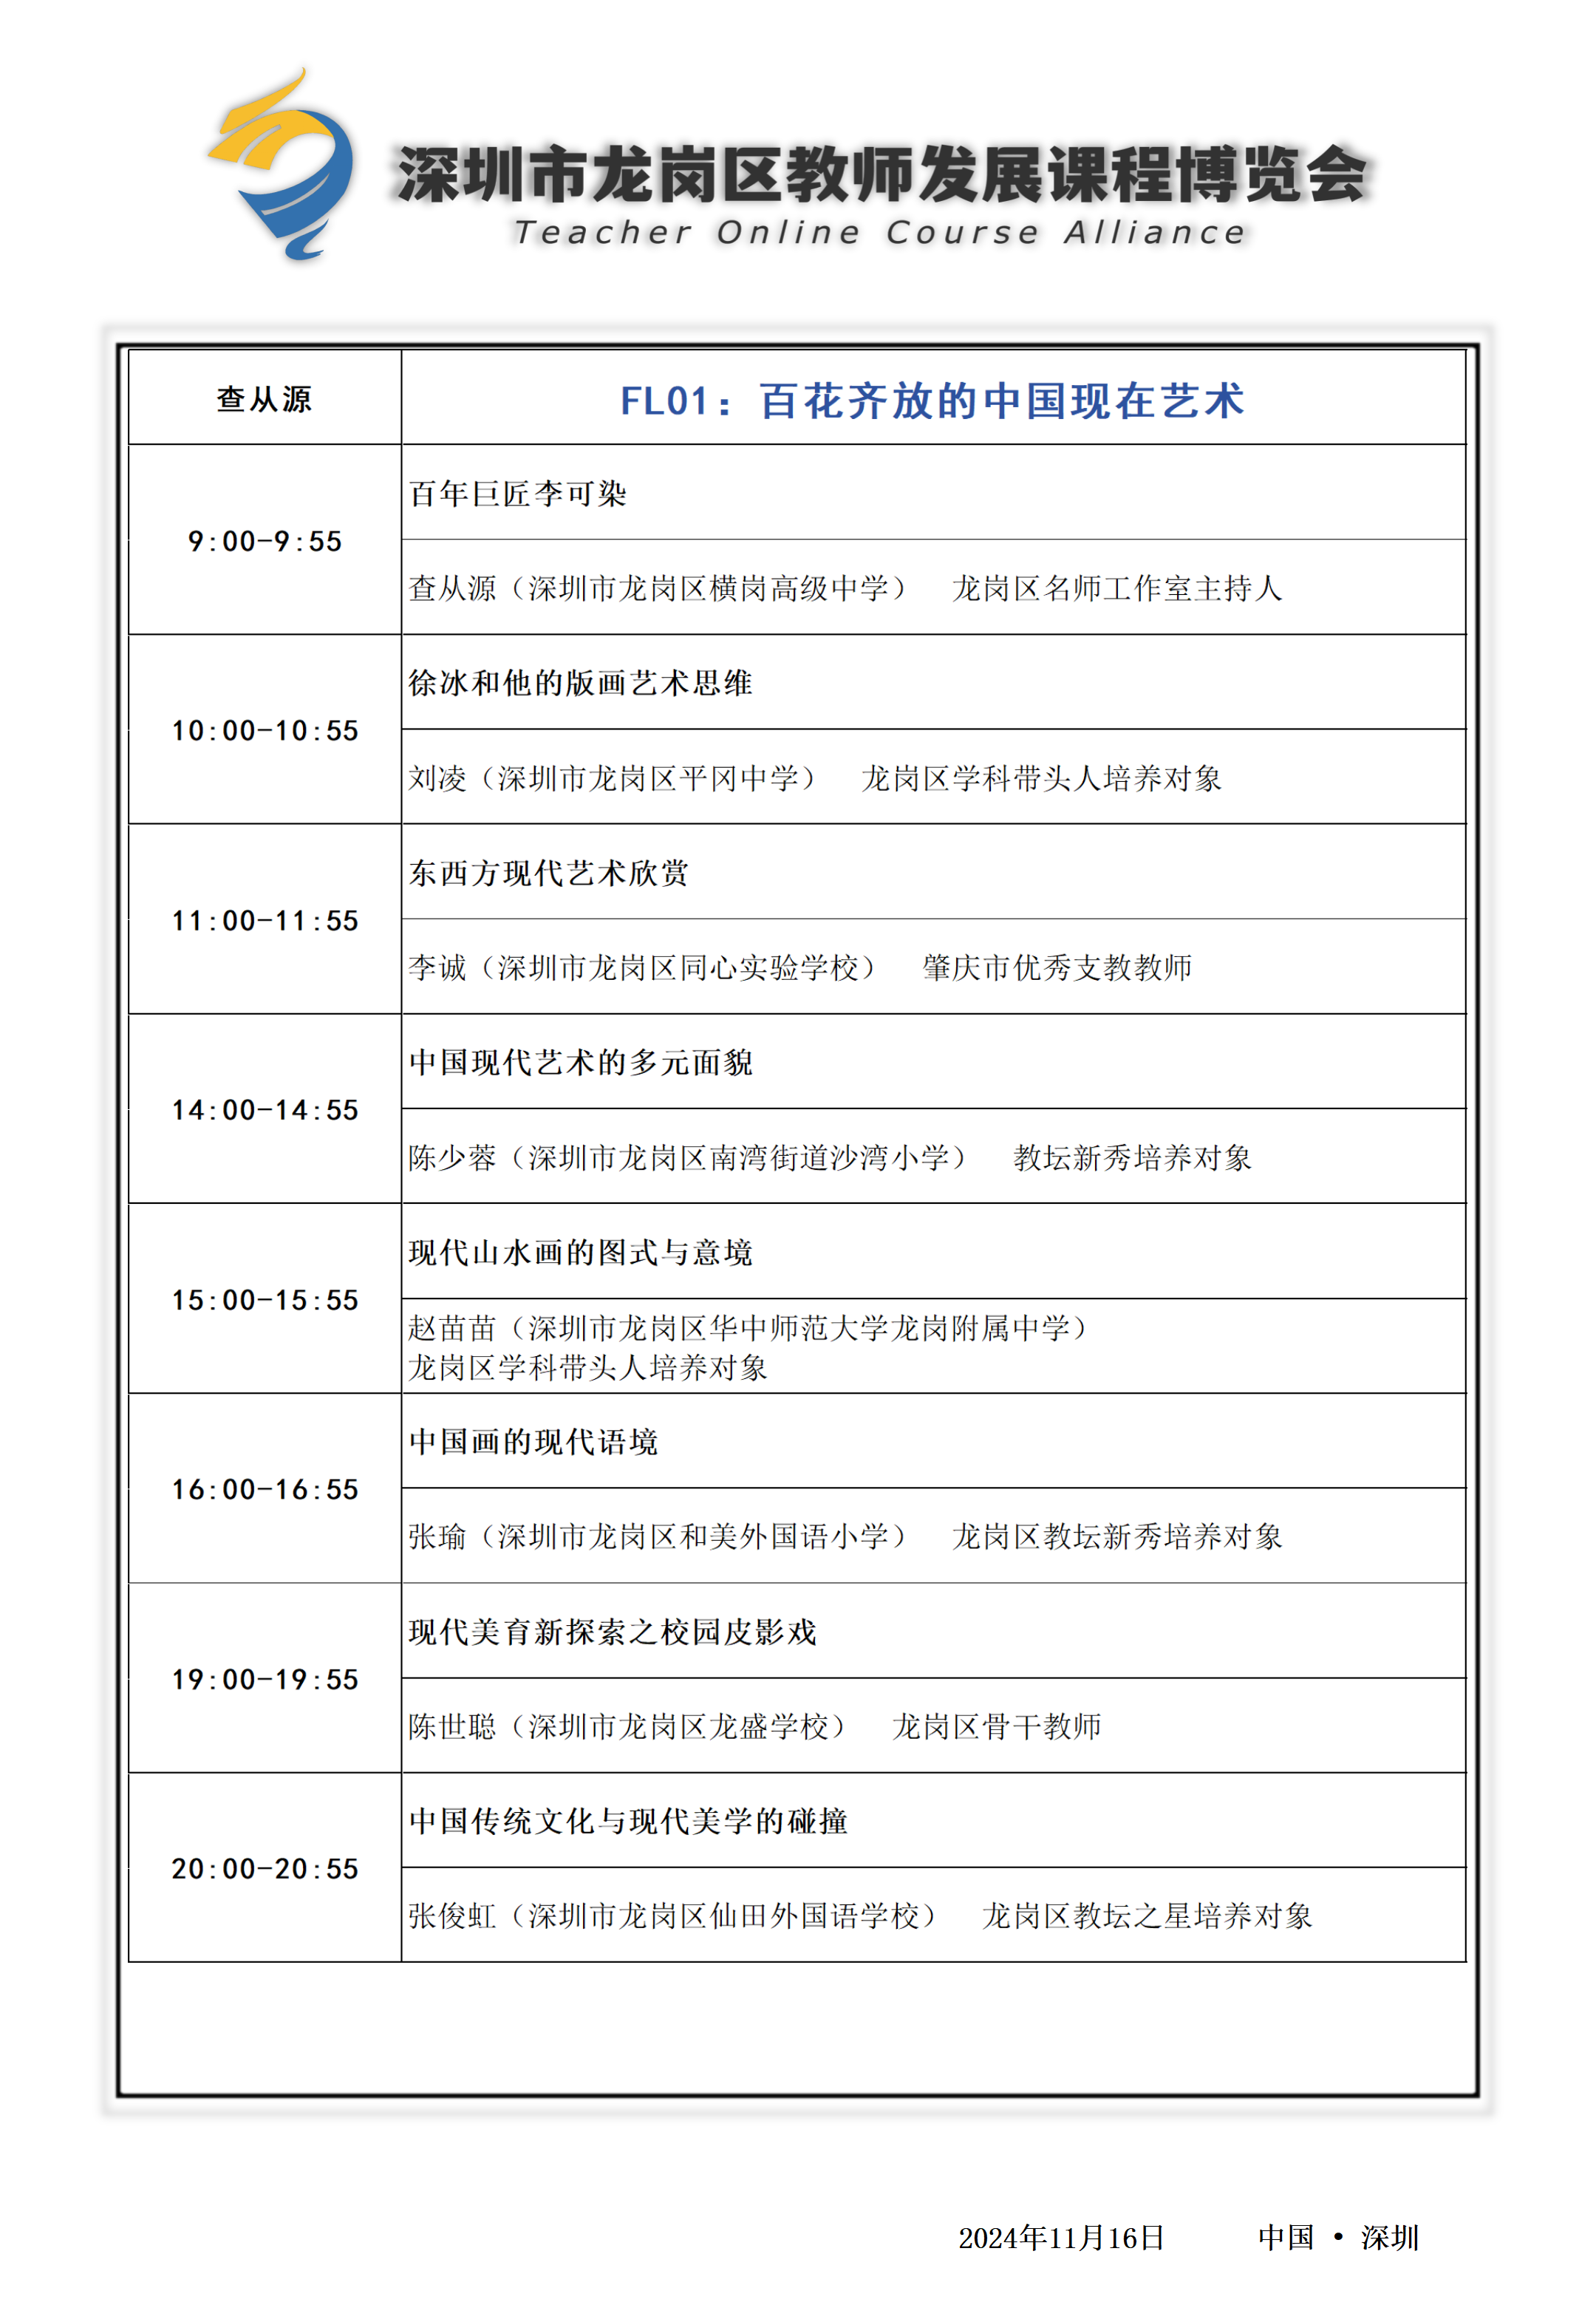 深圳市龙岗区教师发展课程博览会
Teacher Online Course Alliance
查从源
FL01：百花齐放的中国现在艺术
9:00-9:55
百年巨匠李可染
查从源（深圳市龙岗区横岗高级中学） 龙岗区名师工作室主持人
10:00-10:55
徐冰和他的版画艺术思维
刘凌（深圳市龙岗区平冈中学） 龙岗区学科带头人培养对象
11:00-11:55
东西方现代艺术欣赏
李诚（深圳市龙岗区同心实验学校） 肇庆市优秀支教教师
14:00-14:55
中国现代艺术的多元面貌
陈少蓉（深圳市龙岗区南湾街道沙湾小学） 教坛新秀培养对象
15:00-15:55
现代山水画的图式与意境
赵苗苗（深圳市龙岗区华中师范大学龙岗附属中学）
龙岗区学科带头人培养对象
16:00-16:55
中国画的现代语境
张瑜（深圳市龙岗区和美外国语小学） 龙岗区教坛新秀培养对象
19:00-19:55
现代美育新探索之校园皮影戏
陈世聪（深圳市龙岗区龙盛学校） 龙岗区骨干教师
20:00-20:55
中国传统文化与现代美学的碰撞
张俊虹（深圳市龙岗区仙田外国语学校） 龙岗区教坛之星培养对象
2024年11月16日 中国 • 深圳